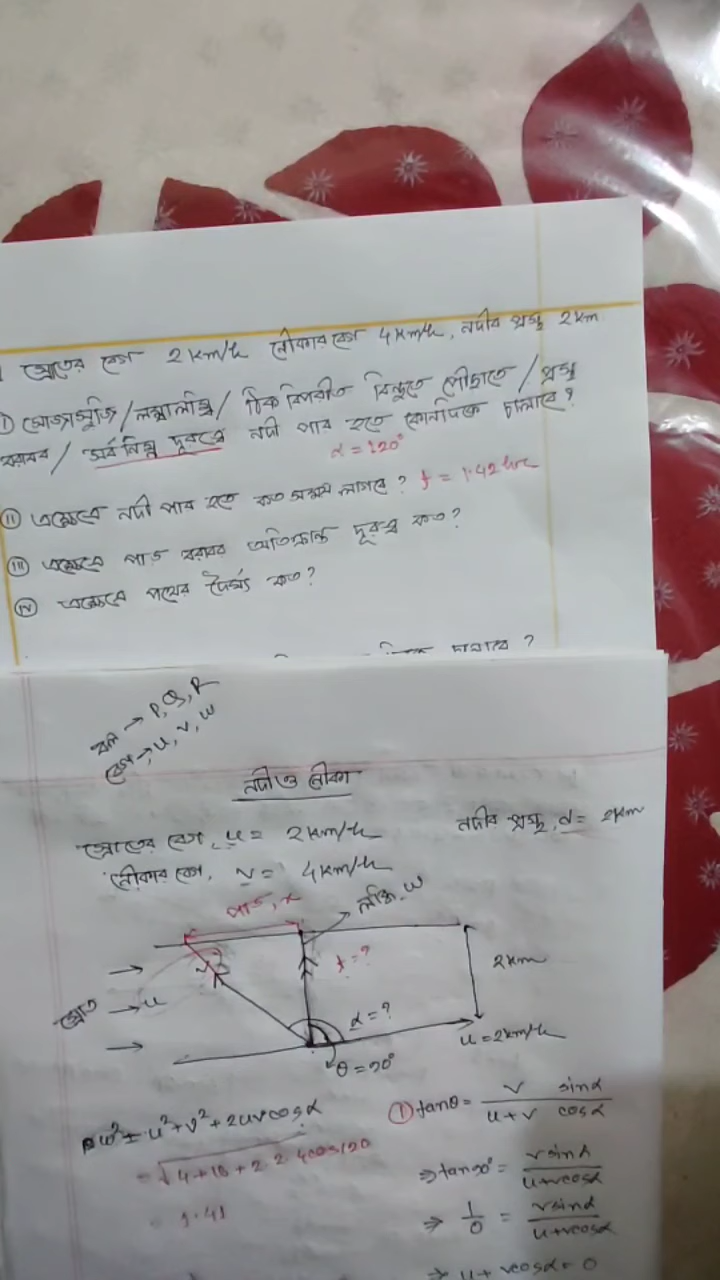 স্রোতের বেগ 2 km/h নৌকার বেগ 4 km/h, নদীর প্রস্থ 2 km
① সোজাসুজি / লম্বালম্বি / ঠিক বিপরীত বিন্দুতে পৌঁছাতে / প্রস্থ
বরাবর / সর্বনিম্ন দূরত্বে নদী পার হতে কোনদিকে চালাবে?
α = 120°
② এক্ষেত্রে নদী পার হতে কত সময় লাগবে? t = 1.42 hr
③ এক্ষেত্রে পাড় বরাবর অতিক্রান্ত দূরত্ব কত?
④ এক্ষেত্রে পথের দৈর্ঘ্য কত?
চালাবে?
বল → P, Q, R
বেগ → u, v, w
নদী ও নৌকা
স্রোতের বেগ, u = 2 km/h নদীর প্রস্থ, d = 2 km
নৌকার বেগ, v = 4 km/h
পাড়, x লব্ধি, w
v t = ? 2 km
স্রোত → u α = ? u = 2 km/h
θ = 90°
w² = u² + v² + 2uv cos α
= √4 + 16 + 2.2.4 cos 120
① tan θ = v sin α / u + v cos α
⇒ tan 90° = v sin α / u + v cos α
⇒ 1/0 = v sin α / u + v cos α
⇒ u + v cos α = 0